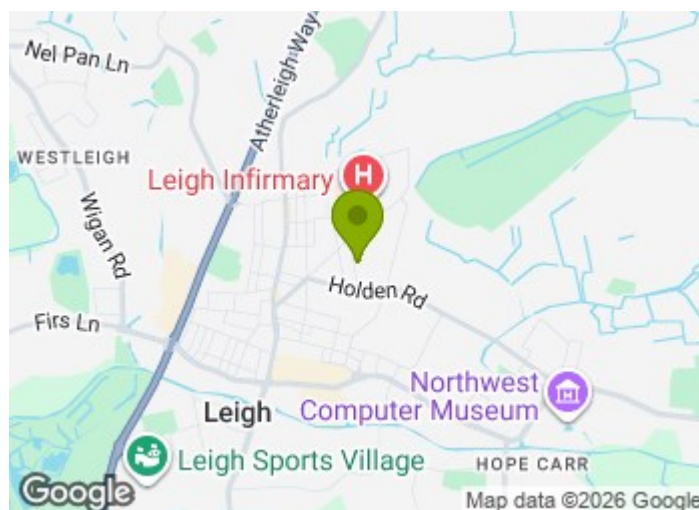 Nel Pan Ln
Atherleigh Way
WESTLEIGH
Leigh Infirmary
H
Wigan Rd
Holden Rd
Firs Ln
Northwest
Computer Museum
Leigh
Leigh Sports Village
HOPE CARR
Google
Map data ©2026 Google